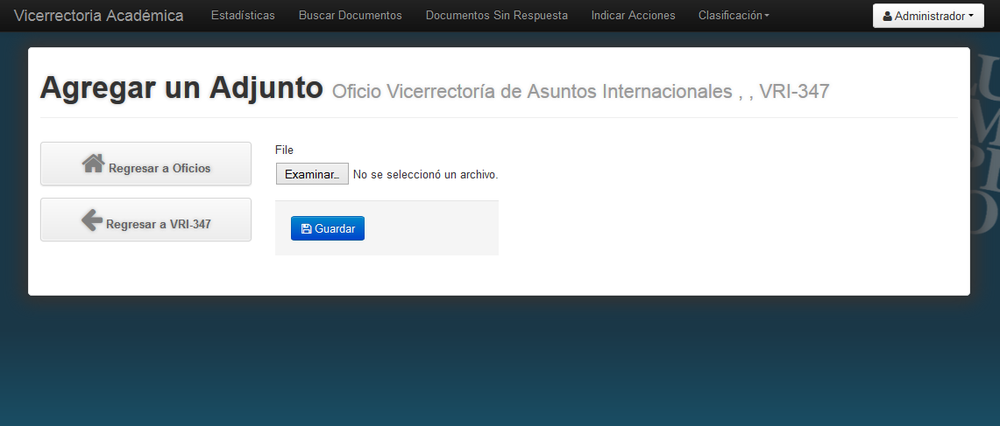 Vicerrectoria Académica Estadísticas Buscar Documentos Documentos Sin Respuesta Indicar Acciones Clasificación Administrador
Agregar un Adjunto Oficio Vicerrectoría de Asuntos Internacionales , , VRI-347
Regresar a Oficios
Regresar a VRI-347
File
Examinar... No se seleccionó un archivo.
Guardar